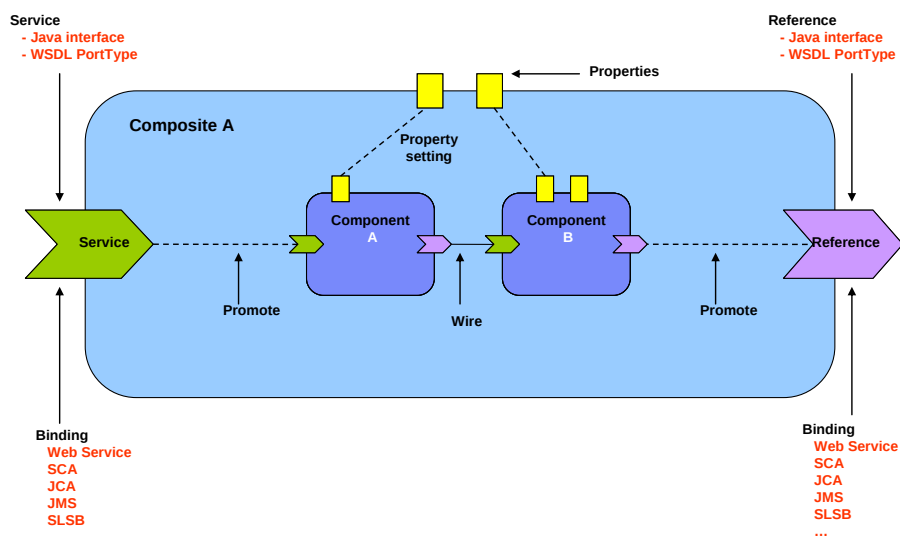 Service
- Java interface
- WSDL PortType
Reference
- Java interface
- WSDL PortType
Properties
Composite A
Property
setting
Component
A
Component
B
Service
Reference
Promote
Wire
Promote
Binding
Web Service
SCA
JCA
JMS
SLSB
Binding
Web Service
SCA
JCA
JMS
SLSB
...